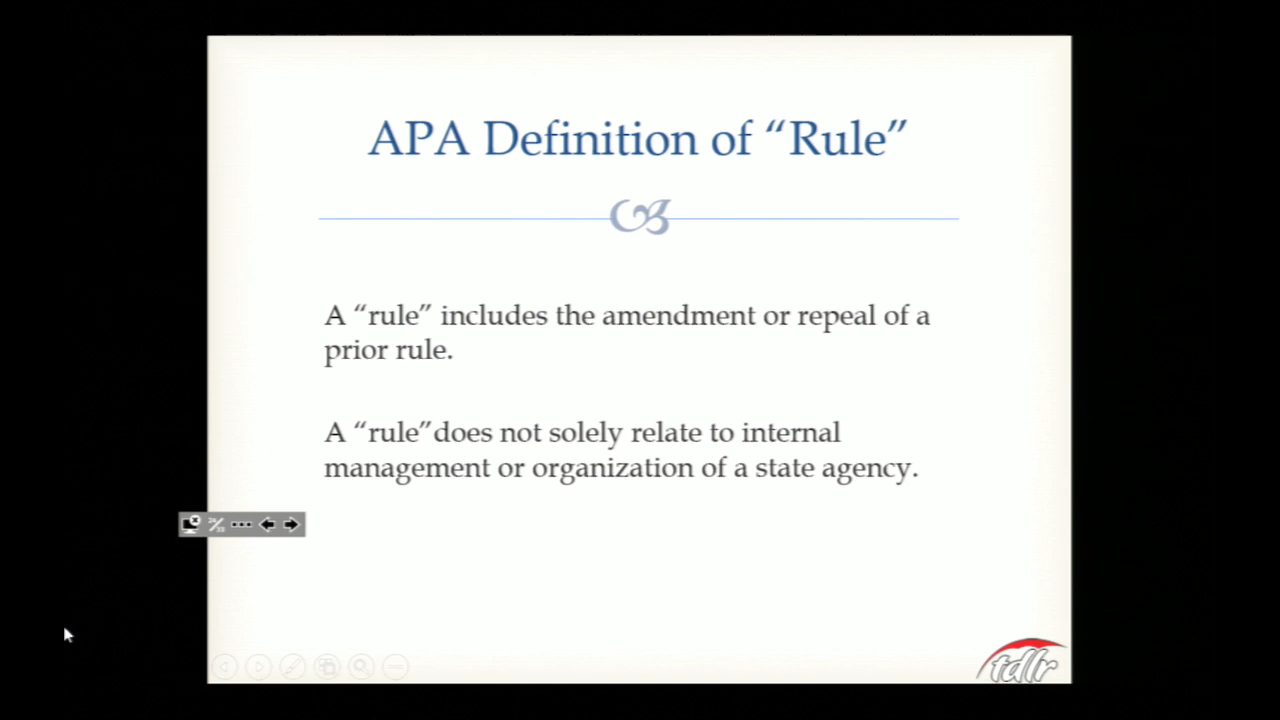 APA Definition of “Rule”
A “rule” includes the amendment or repeal of a
prior rule.
A “rule”does not solely relate to internal
management or organization of a state agency.
tdlr